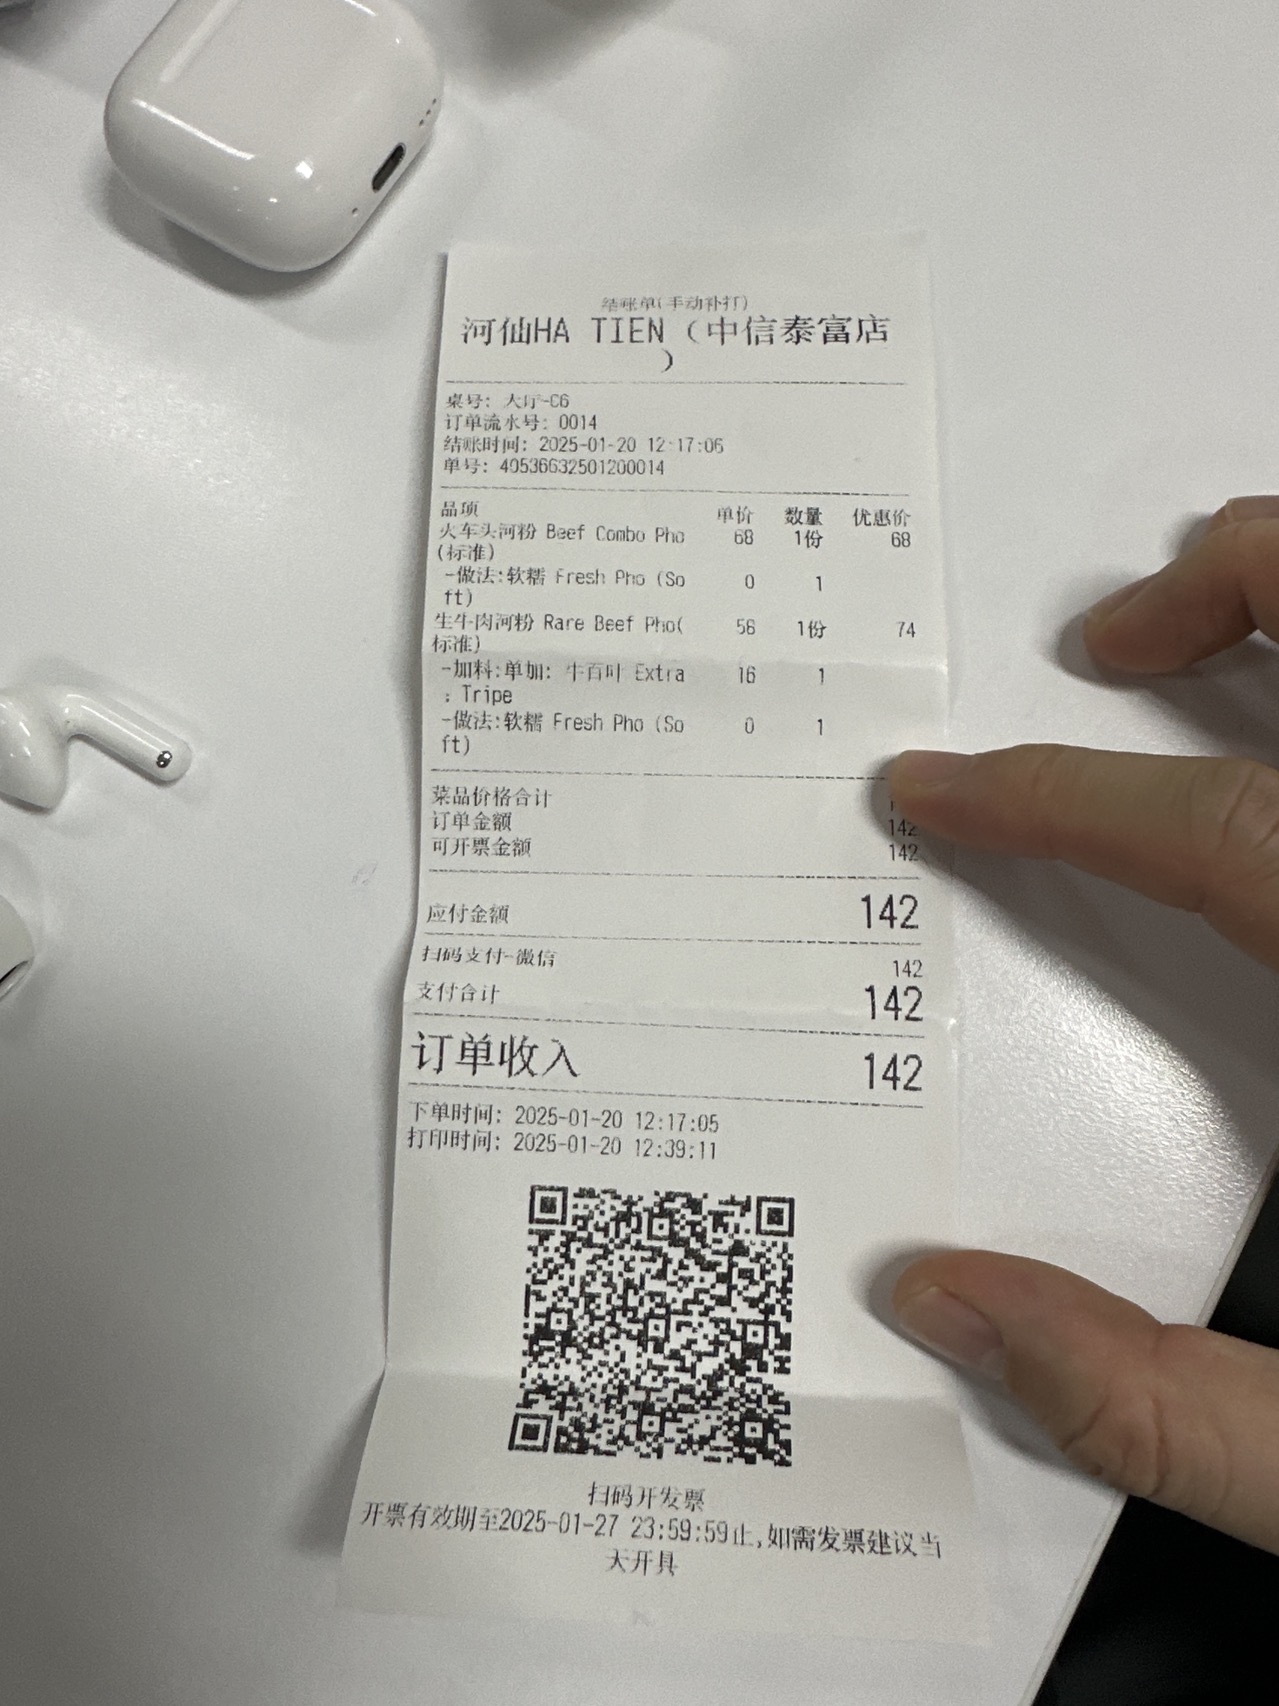 结账单(手动补打)
河仙HA TIEN（中信泰富店
）
桌号: 大厅-C6
订单流水号: 0014
结账时间: 2025-01-20 12:17:06
单号: 40536632501200014
品项 单价 数量 优惠价
火车头河粉 Beef Combo Pho 68 1份 68
(标准)
-做法:软糯 Fresh Pho (So 0 1
ft)
生牛肉河粉 Rare Beef Pho( 58 1份 74
标准)
-加料:单加: 牛百叶 Extra 16 1
: Tripe
-做法:软糯 Fresh Pho (So 0 1
ft)
菜品价格合计
订单金额 142
可开票金额 142
应付金额 142
扫码支付-微信 142
支付合计 142
订单收入 142
下单时间: 2025-01-20 12:17:05
打印时间: 2025-01-20 12:39:11
扫码开发票
开票有效期至2025-01-27 23:59:59止,如需发票建议当
天开具